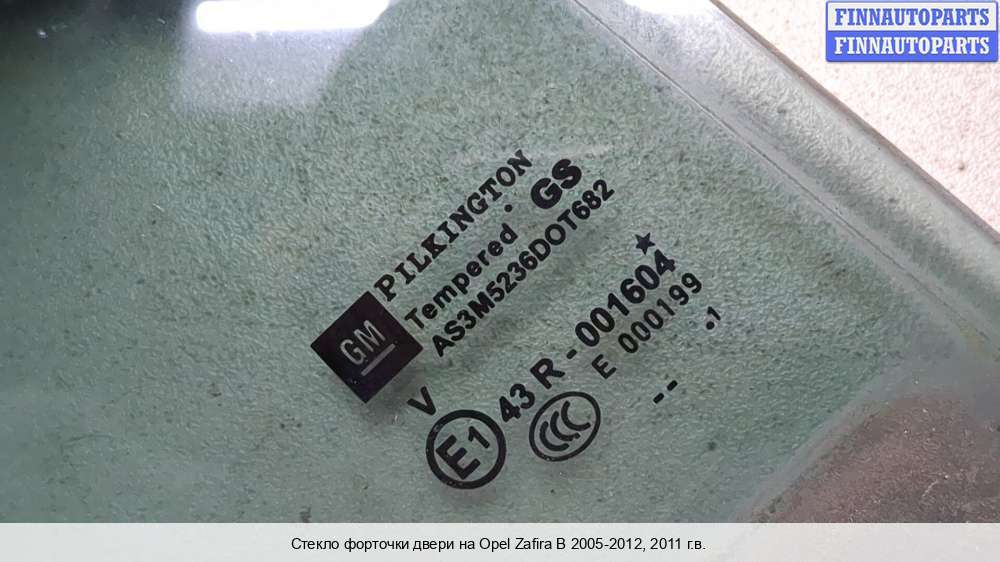 FINNAUTOPARTS
FINNAUTOPARTS
PILKINGTON
Tempered · GS
AS3M5236DOT682
GM
V
E1 43 R - 001604 ★
CCC E 000199
-- .1
Стекло форточки двери на Opel Zafira B 2005-2012, 2011 г.в.